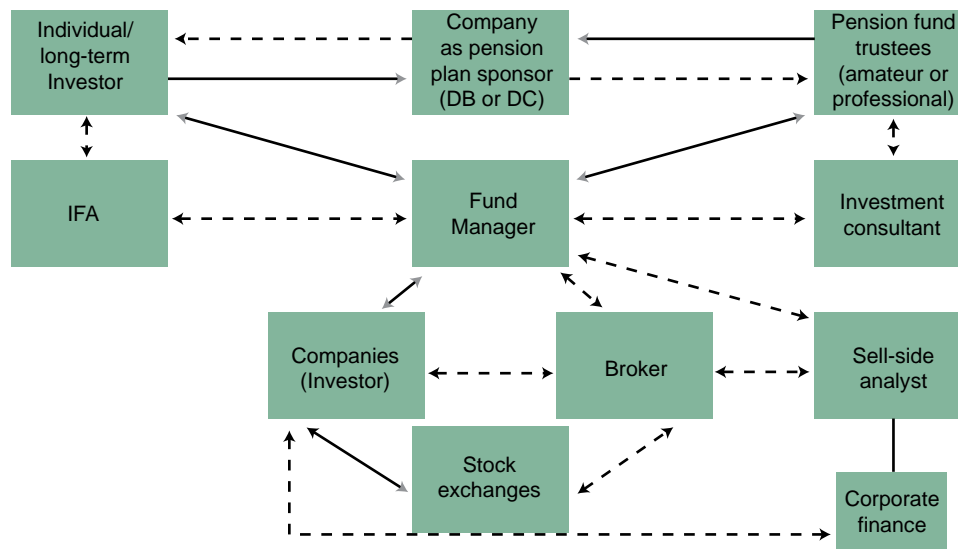 Individual/
long-term
Investor
Company
as pension
plan sponsor
(DB or DC)
Pension fund
trustees
(amateur or
professional)
IFA
Fund
Manager
Investment
consultant
Companies
(Investor)
Broker
Sell-side
analyst
Stock
exchanges
Corporate
finance